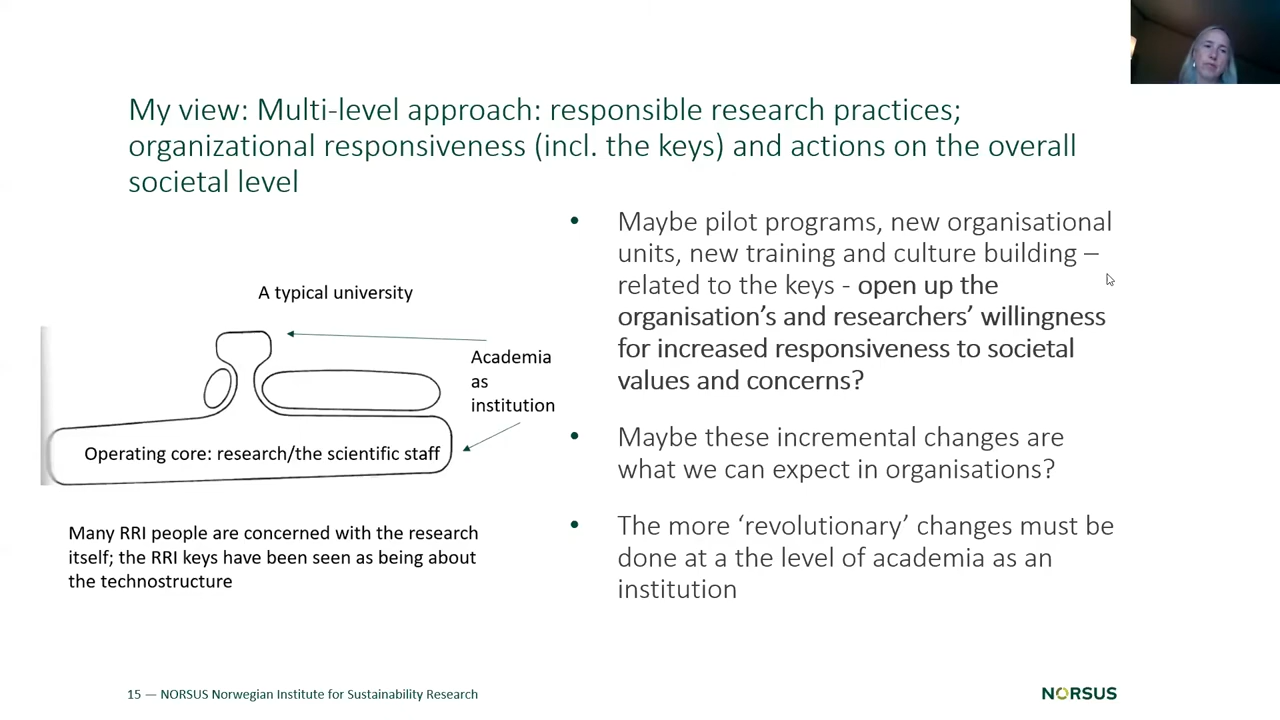 My view: Multi-level approach: responsible research practices;
organizational responsiveness (incl. the keys) and actions on the overall
societal level
A typical university
Academia
as
institution
Operating core: research/the scientific staff
Many RRI people are concerned with the research
itself; the RRI keys have been seen as being about
the technostructure
• Maybe pilot programs, new organisational
units, new training and culture building –
related to the keys - open up the
organisation’s and researchers’ willingness
for increased responsiveness to societal
values and concerns?
• Maybe these incremental changes are
what we can expect in organisations?
• The more ‘revolutionary’ changes must be
done at a the level of academia as an
institution
15 — NORSUS Norwegian Institute for Sustainability Research
NORSUS